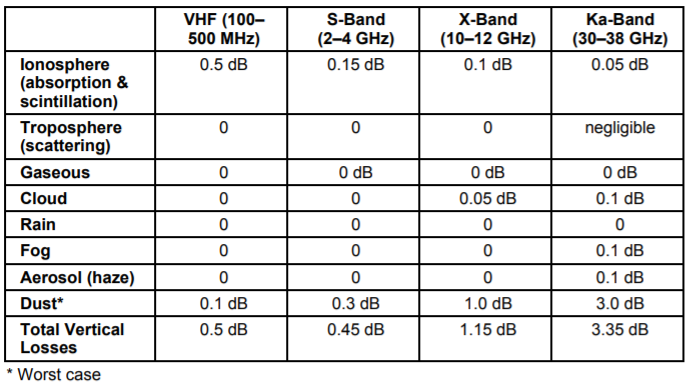 VHF (100–500 MHz) S-Band (2–4 GHz) X-Band (10–12 GHz) Ka-Band (30–38 GHz)
Ionosphere (absorption & scintillation) 0.5 dB 0.15 dB 0.1 dB 0.05 dB
Troposphere (scattering) 0 0 0 negligible
Gaseous 0 0 dB 0 dB 0 dB
Cloud 0 0 0.05 dB 0.1 dB
Rain 0 0 0 0
Fog 0 0 0 0.1 dB
Aerosol (haze) 0 0 0 0.1 dB
Dust* 0.1 dB 0.3 dB 1.0 dB 3.0 dB
Total Vertical Losses 0.5 dB 0.45 dB 1.15 dB 3.35 dB
* Worst case